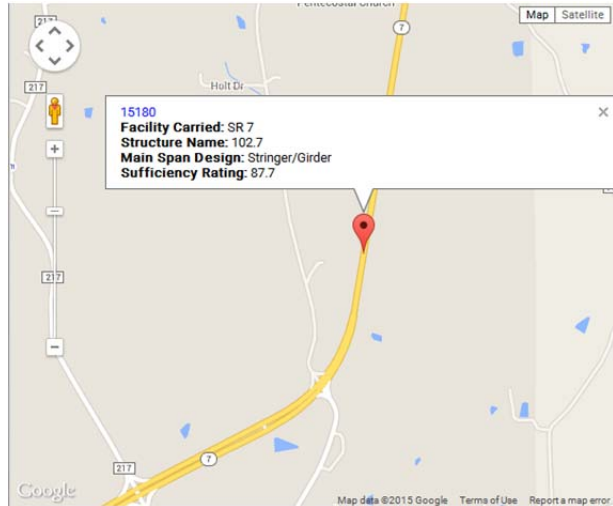 Pentecostal Church
7
Map Satellite
217
217
Holt Dr
15180
Facility Carried: SR 7
Structure Name: 102.7
Main Span Design: Stringer/Girder
Sufficiency Rating: 87.7
217
217
7
Google
Map data ©2015 Google Terms of Use Report a map error